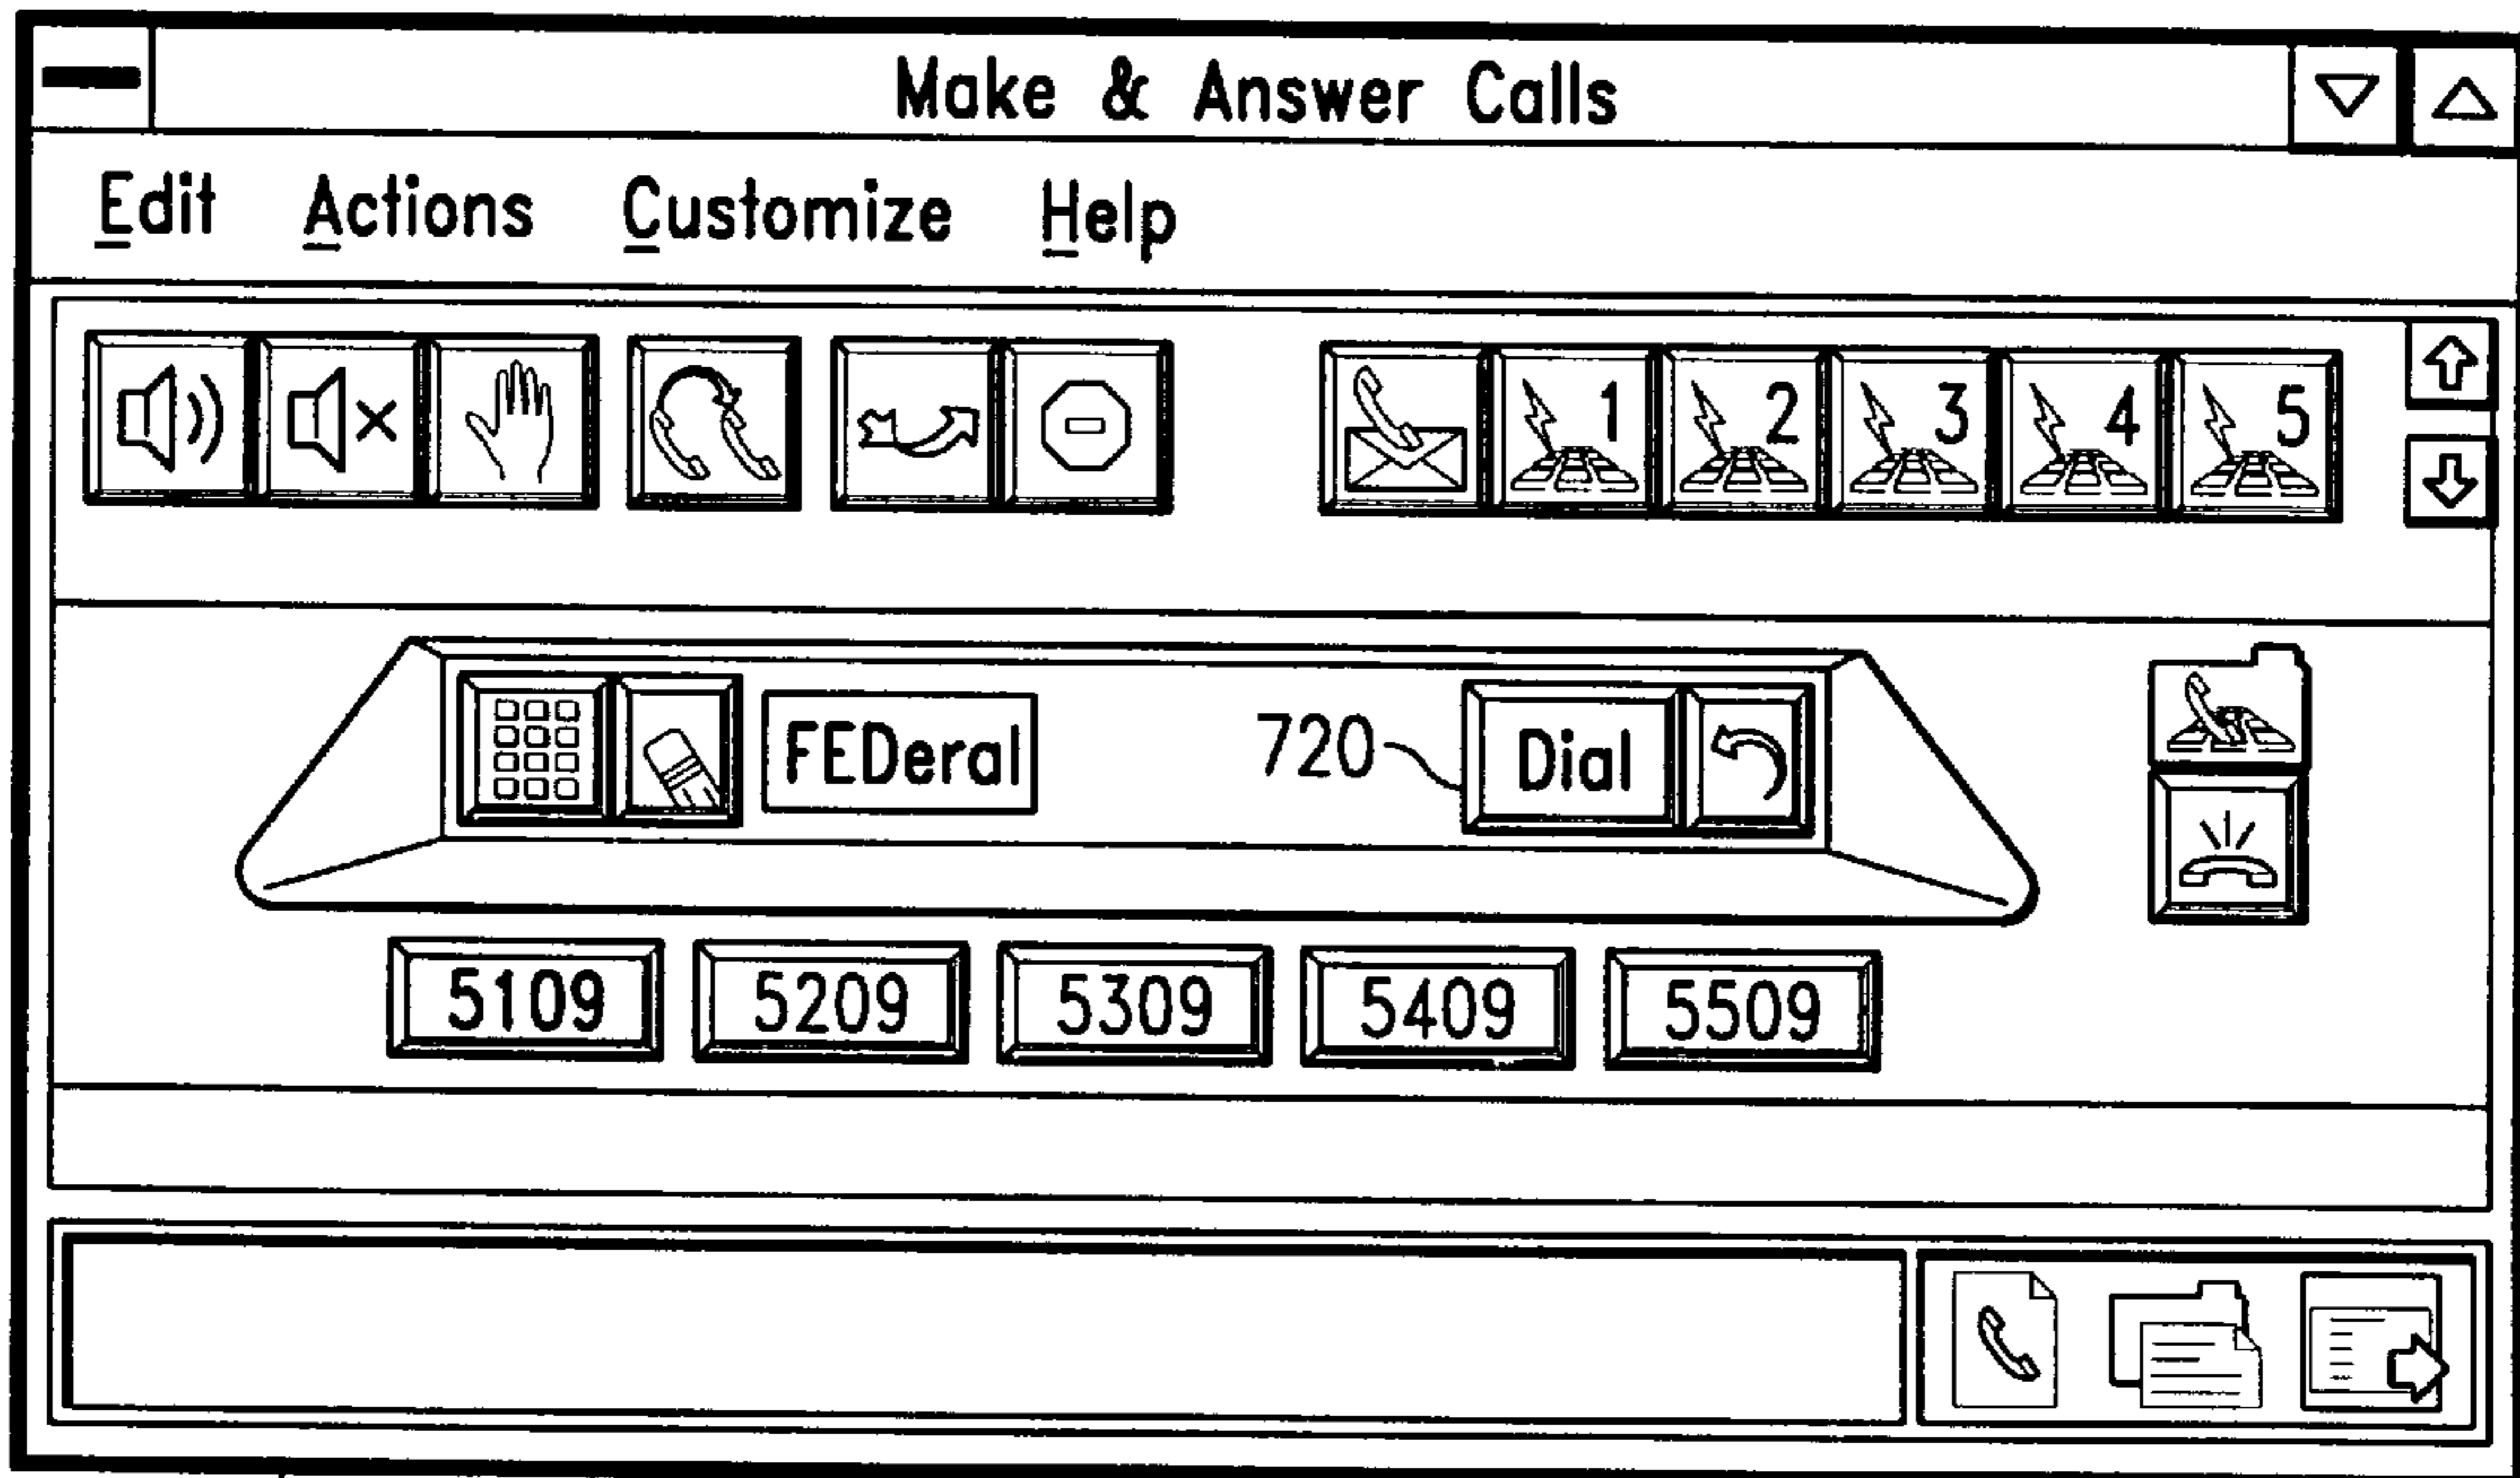 Make & Answer Calls
Edit Actions Customize Help
1 2 3 4 5
FEDeral 720 Dial
5109 5209 5309 5409 5509